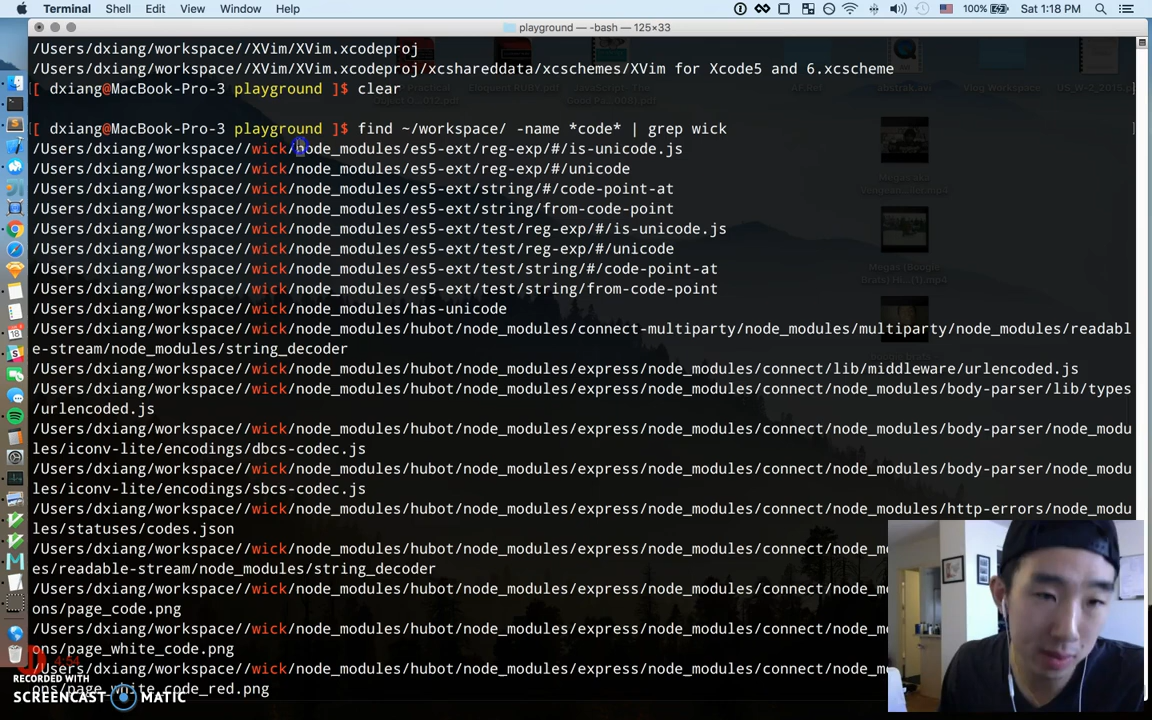 Terminal Shell Edit View Window Help 100% Sat 1:18 PM
playground — -bash — 125×33
/Users/dxiang/workspace//XVim/XVim.xcodeproj
/Users/dxiang/workspace//XVim/XVim.xcodeproj/xcshareddata/xcschemes/XVim for Xcode5 and 6.xcscheme
[ dxiang@MacBook-Pro-3 playground ]$ clear
[ dxiang@MacBook-Pro-3 playground ]$ find ~/workspace/ -name *code* | grep wick
/Users/dxiang/workspace//wick/node_modules/es5-ext/reg-exp/#/is-unicode.js
/Users/dxiang/workspace//wick/node_modules/es5-ext/reg-exp/#/unicode
/Users/dxiang/workspace//wick/node_modules/es5-ext/string/#/code-point-at
/Users/dxiang/workspace//wick/node_modules/es5-ext/string/from-code-point
/Users/dxiang/workspace//wick/node_modules/es5-ext/test/reg-exp/#/is-unicode.js
/Users/dxiang/workspace//wick/node_modules/es5-ext/test/reg-exp/#/unicode
/Users/dxiang/workspace//wick/node_modules/es5-ext/test/string/#/code-point-at
/Users/dxiang/workspace//wick/node_modules/es5-ext/test/string/from-code-point
/Users/dxiang/workspace//wick/node_modules/has-unicode
/Users/dxiang/workspace//wick/node_modules/hubot/node_modules/connect-multiparty/node_modules/multiparty/node_modules/readabl
e-stream/node_modules/string_decoder
/Users/dxiang/workspace//wick/node_modules/hubot/node_modules/express/node_modules/connect/lib/middleware/urlencoded.js
/Users/dxiang/workspace//wick/node_modules/hubot/node_modules/express/node_modules/connect/node_modules/body-parser/lib/types
/urlencoded.js
/Users/dxiang/workspace//wick/node_modules/hubot/node_modules/express/node_modules/connect/node_modules/body-parser/node_modu
les/iconv-lite/encodings/dbcs-codec.js
/Users/dxiang/workspace//wick/node_modules/hubot/node_modules/express/node_modules/connect/node_modules/body-parser/node_modu
les/iconv-lite/encodings/sbcs-codec.js
/Users/dxiang/workspace//wick/node_modules/hubot/node_modules/express/node_modules/connect/node_modules/http-errors/node_modu
les/statuses/codes.json
/Users/dxiang/workspace//wick/node_modules/hubot/node_modules/express/node_modules/connect/node_
es/readable-stream/node_modules/string_decoder
/Users/dxiang/workspace//wick/node_modules/hubot/node_modules/express/node_modules/connect/node_
ons/page_code.png
/Users/dxiang/workspace//wick/node_modules/hubot/node_modules/express/node_modules/connect/node_
ons/page_white_code.png
/Users/dxiang/workspace//wick/node_modules/hubot/node_modules/express/node_modules/connect/node_
ons/page_white_code_red.png
4:54
RECORDED WITH
SCREENCAST MATIC